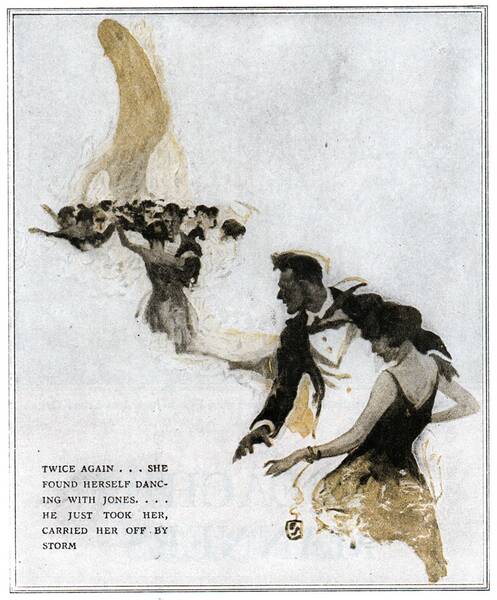 TWICE AGAIN . . . SHE
FOUND HERSELF DANC-
ING WITH JONES. . . .
HE JUST TOOK HER,
CARRIED HER OFF BY
STORM